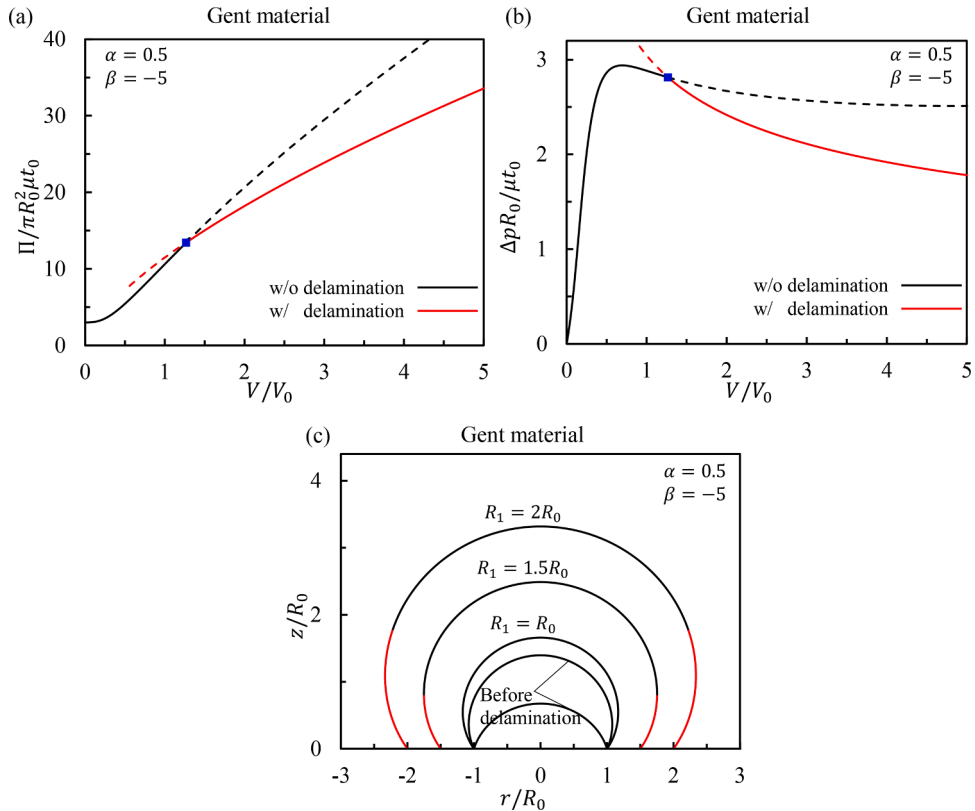 (a)
Gent material
α = 0.5
β = −5
Π/πR₀²μt₀
40
30
20
10
0
w/o delamination
w/ delamination
0 1 2 3 4 5
V/V₀
(b)
Gent material
α = 0.5
β = −5
ΔpR₀/μt₀
3
2
1
0
w/o delamination
w/ delamination
0 1 2 3 4 5
V/V₀
(c)
Gent material
α = 0.5
β = −5
z/R₀
4
2
0
R₁ = 2R₀
R₁ = 1.5R₀
R₁ = R₀
Before
delamination
-3 -2 -1 0 1 2 3
r/R₀